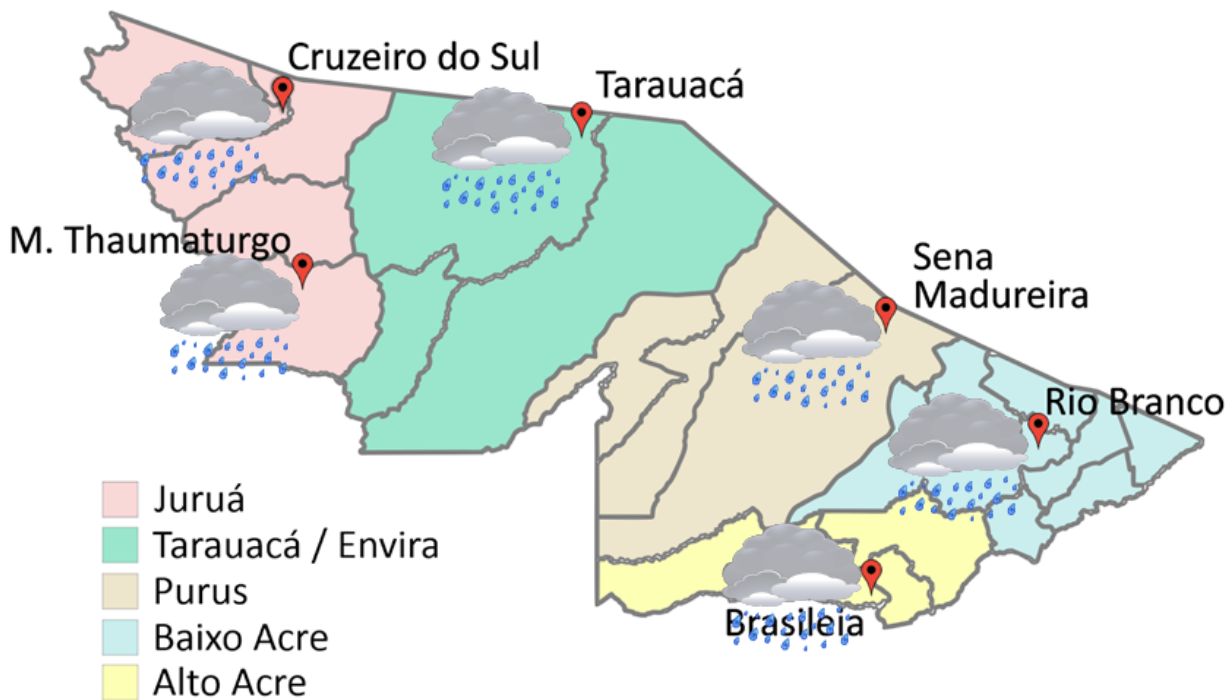 Cruzeiro do Sul
Tarauacá
M. Thaumaturgo
Sena
Madureira
Rio Branco
Brasileia
Juruá
Tarauacá / Envira
Purus
Baixo Acre
Alto Acre